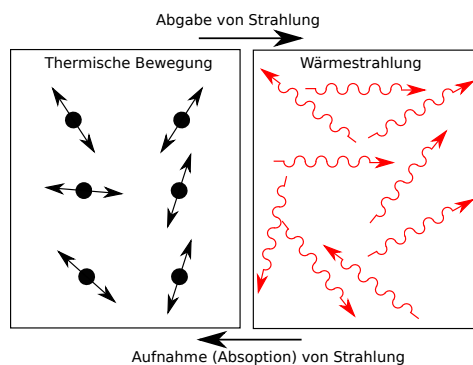 Abgabe von Strahlung
Thermische Bewegung
Wärmestrahlung
Aufnahme (Absoption) von Strahlung